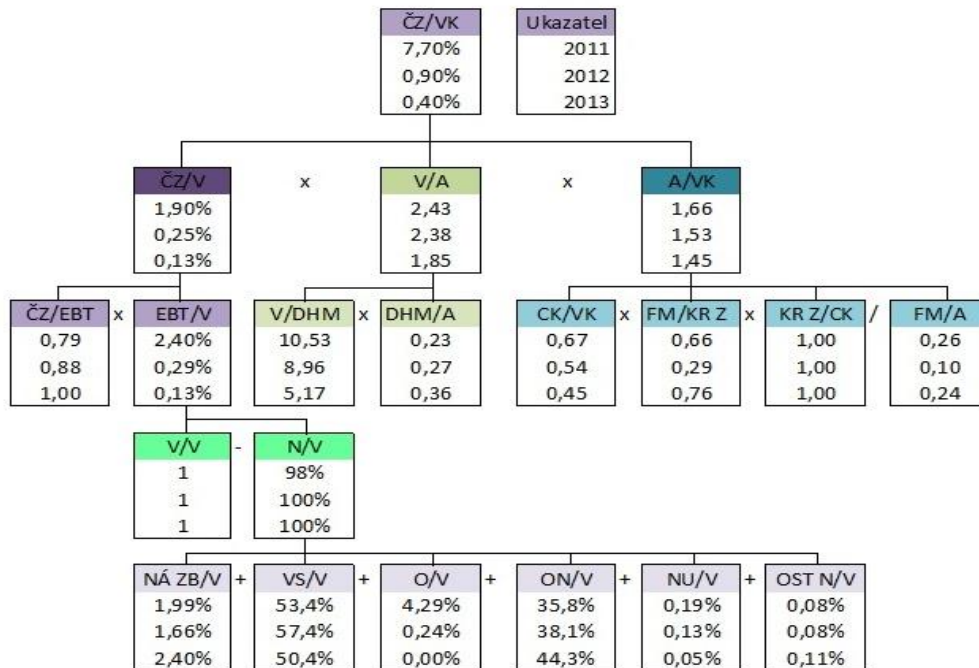 ČZ/VK Ukazatel
7,70% 2011
0,90% 2012
0,40% 2013
ČZ/V x V/A x A/VK
1,90% 2,43 1,66
0,25% 2,38 1,53
0,13% 1,85 1,45
ČZ/EBT x EBT/V V/DHM x DHM/A CK/VK x FM/KR Z x KR Z/CK / FM/A
0,79 2,40% 10,53 0,23 0,67 0,66 1,00 0,26
0,88 0,29% 8,96 0,27 0,54 0,29 1,00 0,10
1,00 0,13% 5,17 0,36 0,45 0,76 1,00 0,24
V/V - N/V
1 98%
1 100%
1 100%
NÁ ZB/V + VS/V + O/V + ON/V + NU/V + OST N/V
1,99% 53,4% 4,29% 35,8% 0,19% 0,08%
1,66% 57,4% 0,24% 38,1% 0,13% 0,08%
2,40% 50,4% 0,00% 44,3% 0,05% 0,11%